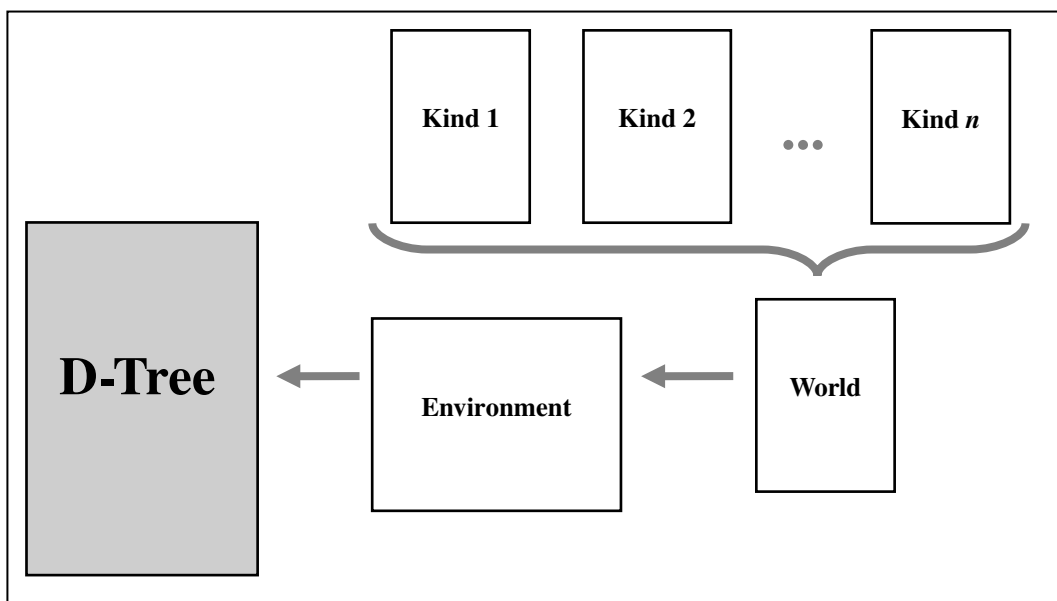 Kind 1
Kind 2
•••
Kind n
D-Tree
Environment
World